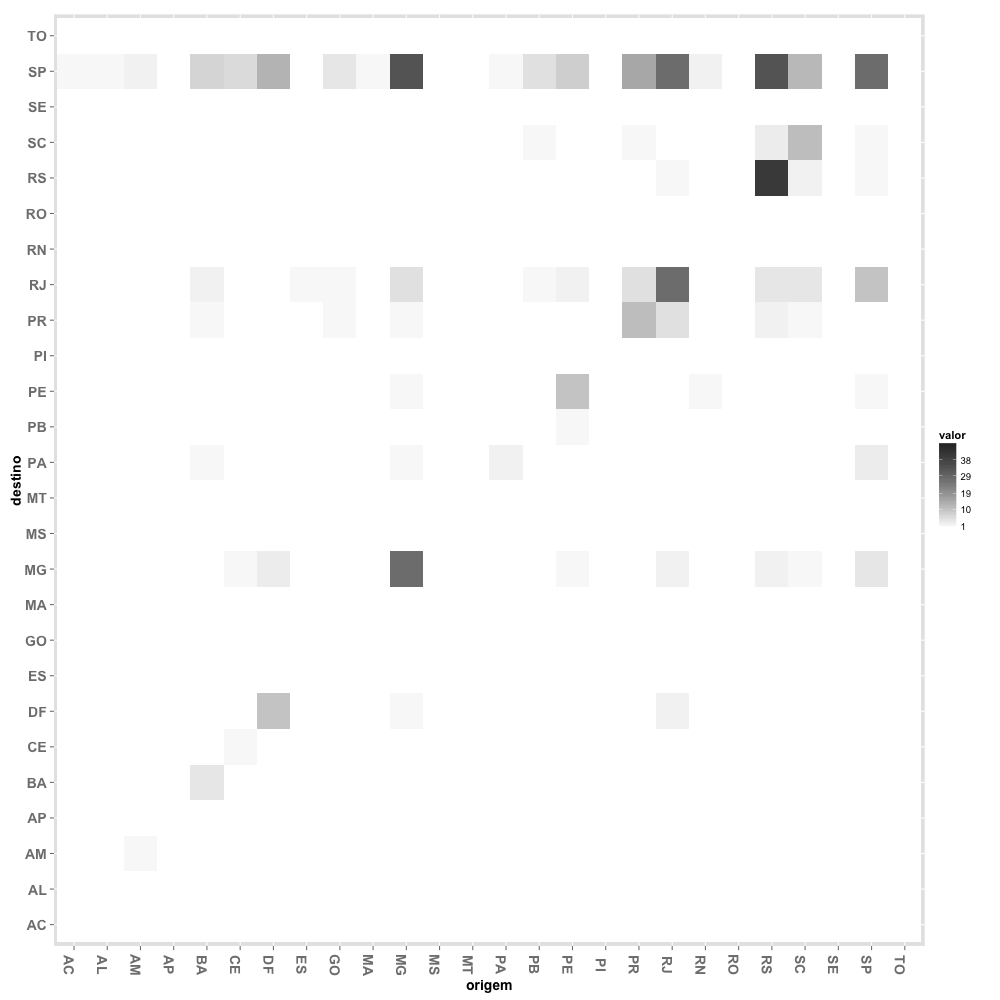 TO
SP
SE
SC
RS
RO
RN
RJ
PR
PI
PE
PB
PA
MT
MS
MG
MA
GO
ES
DF
CE
BA
AP
AM
AL
AC
destino
AC AL AM AP BA CE DF ES GO MA MG MS MT PA PB PE PI PR RJ RN RO RS SC SE SP TO
origem
valor
38
29
19
10
1